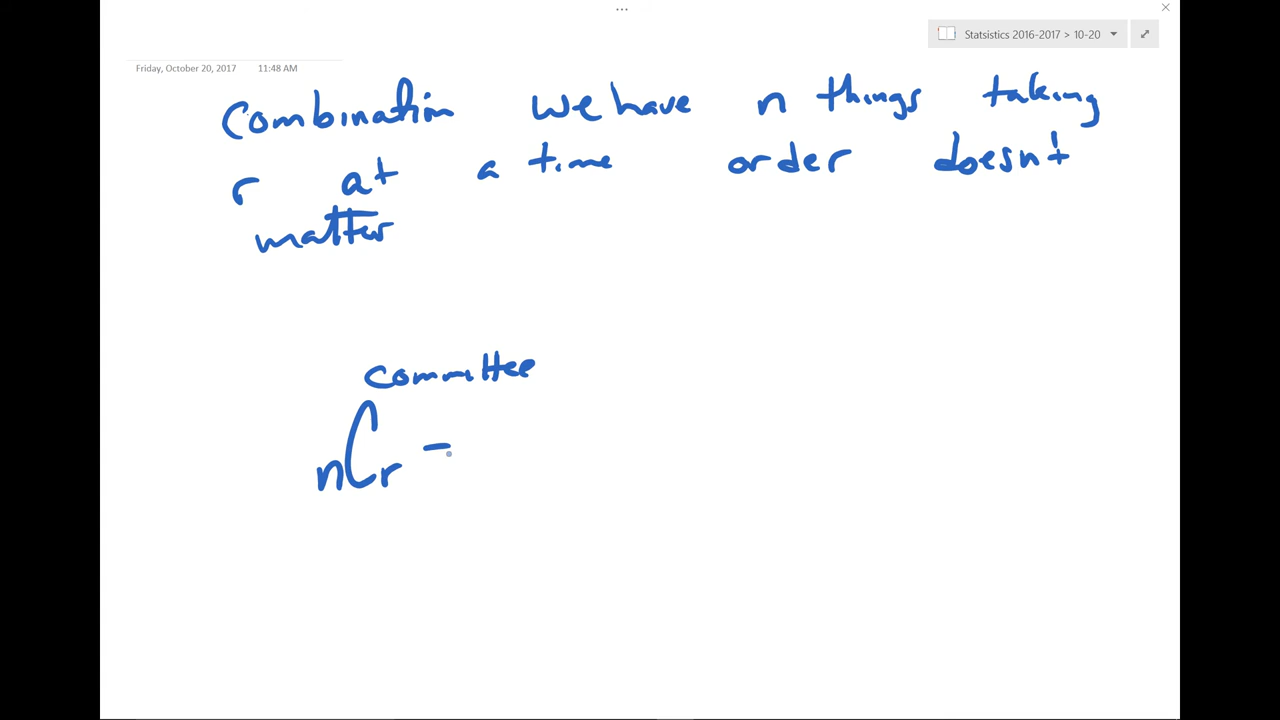 ...
Statsistics 2016-2017 > 10-20
Friday, October 20, 2017 11:48 AM
Combination we have n things taking
r at a time order doesn't
matter
committee
nCr -